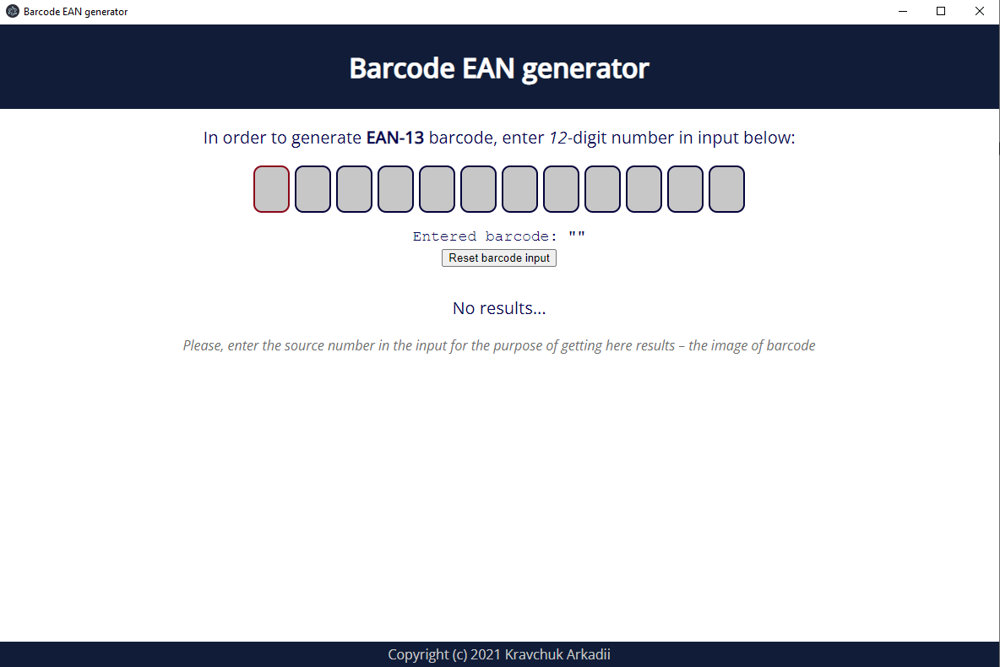 Barcode EAN generator
Barcode EAN generator
In order to generate EAN-13 barcode, enter 12-digit number in input below:
Entered barcode: ""
Reset barcode input
No results...
Please, enter the source number in the input for the purpose of getting here results – the image of barcode
Copyright (c) 2021 Kravchuk Arkadii